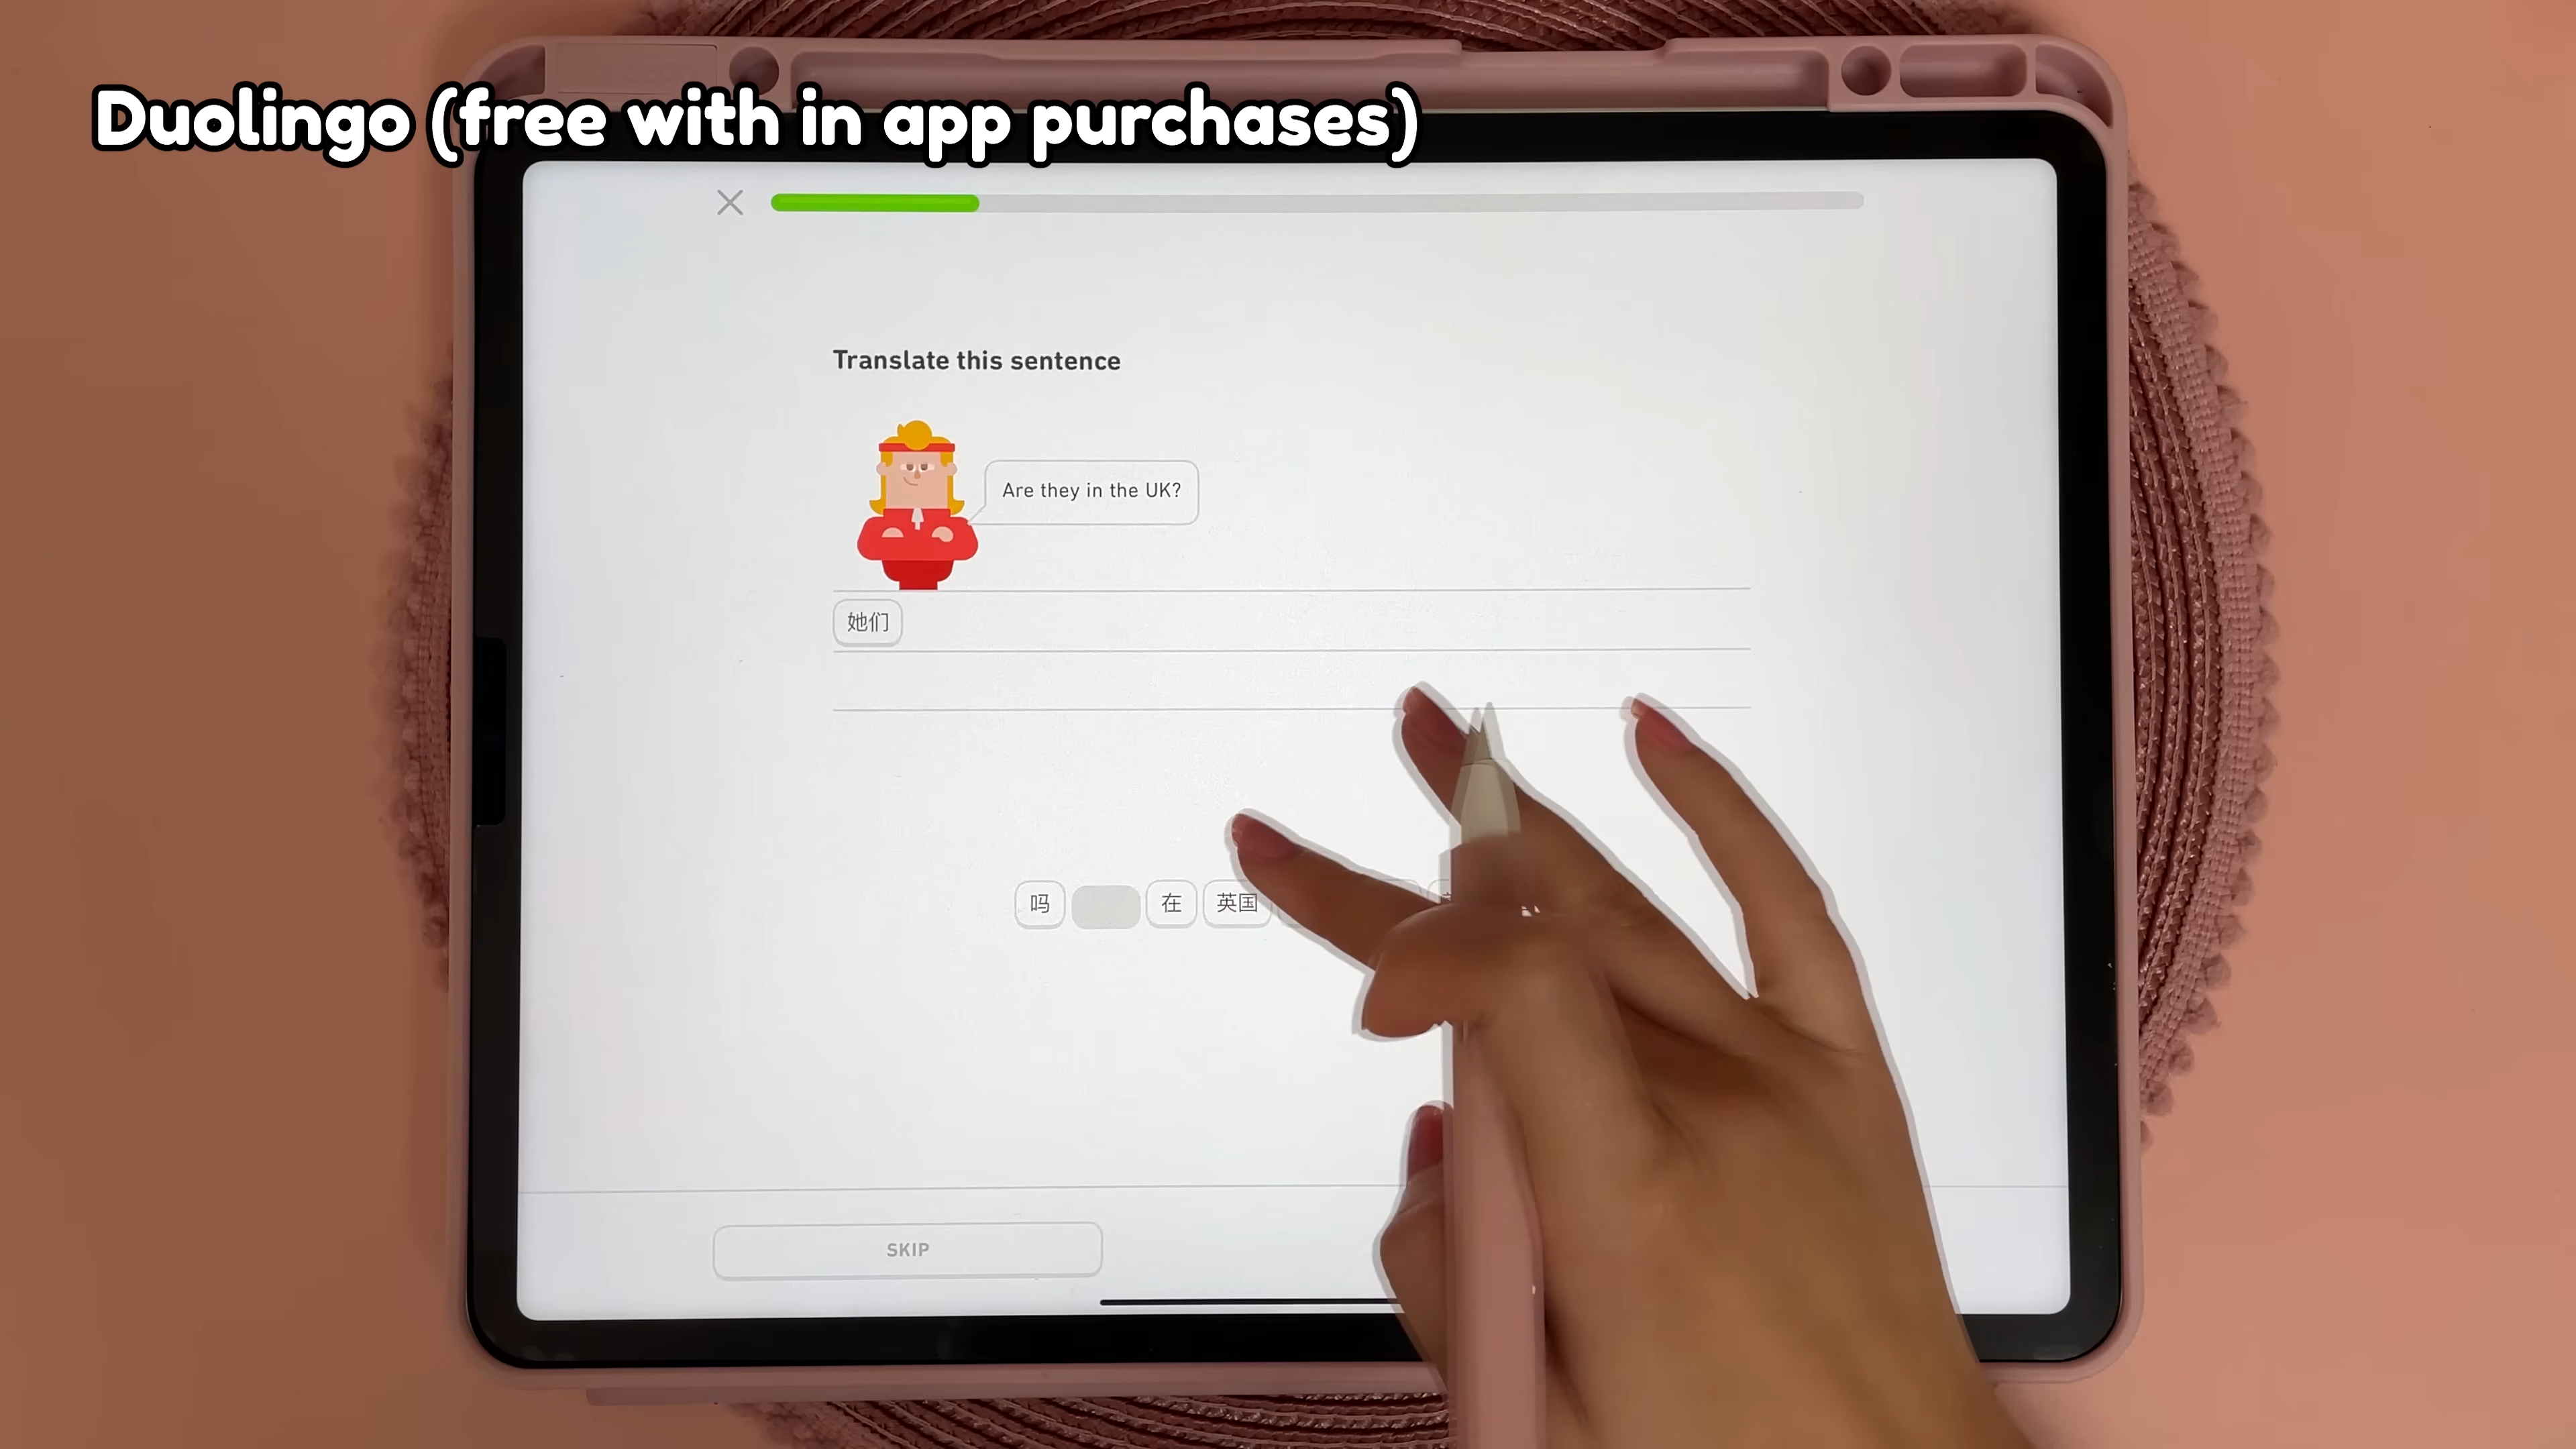 Duolingo (free with in app purchases)
Translate this sentence
Are they in the UK?
她们
吗 在 英国
SKIP